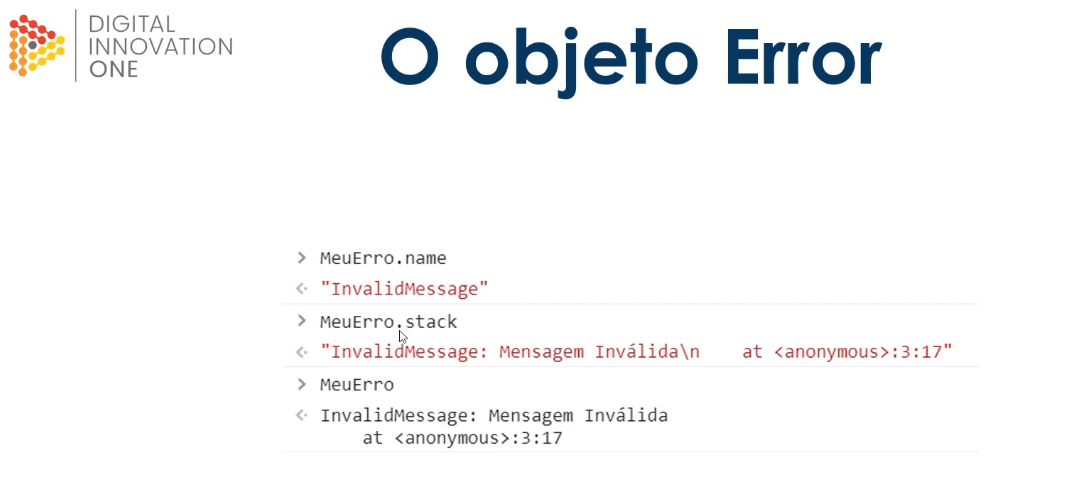 DIGITAL
INNOVATION
ONE
O objeto Error
> MeuErro.name
<· "InvalidMessage"
> MeuErro.stack
<· "InvalidMessage: Mensagem Inválida\n    at <anonymous>:3:17"
> MeuErro
<· InvalidMessage: Mensagem Inválida
    at <anonymous>:3:17